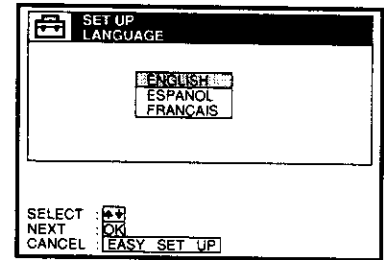 SET UP
LANGUAGE
ENGLISH
ESPAÑOL
FRANÇAIS
SELECT :
NEXT : OK
CANCEL : EASY SET UP